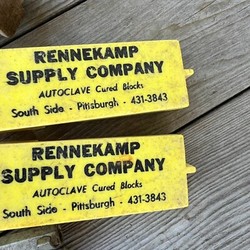 RENNEKAMP
SUPPLY COMPANY
AUTOCLAVE Cured Blocks
South Side - Pittsburgh - 431-3843
RENNEKAMP
SUPPLY COMPANY
AUTOCLAVE Cured Blocks
South Side - Pittsburgh - 431-3843